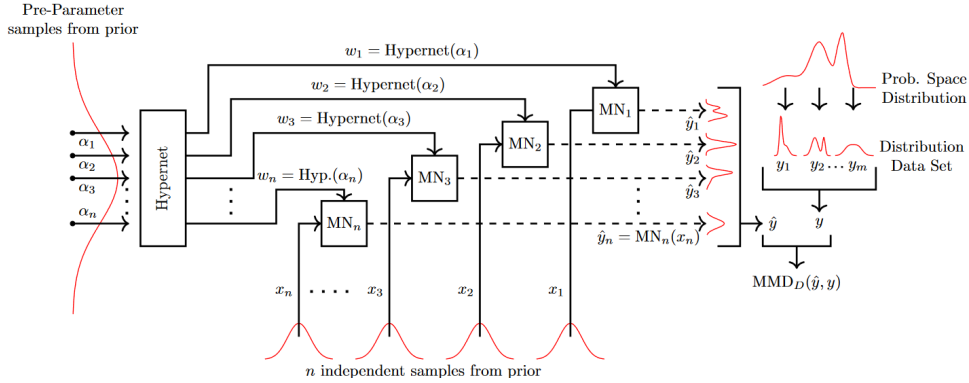 Pre-Parameter
samples from prior
w₁ = Hypernet(α₁)
w₂ = Hypernet(α₂)
w₃ = Hypernet(α₃)
wₙ = Hyp.(αₙ)
α₁
α₂
α₃
αₙ
Hypernet
MN₁
MN₂
MN₃
MNₙ
ŷ₁
ŷ₂
ŷ₃
ŷₙ = MNₙ(xₙ)
xₙ
x₃
x₂
x₁
n independent samples from prior
Prob. Space
Distribution
Distribution
Data Set
y₁ y₂ ⋯ yₘ
ŷ y
MMD_D(ŷ, y)